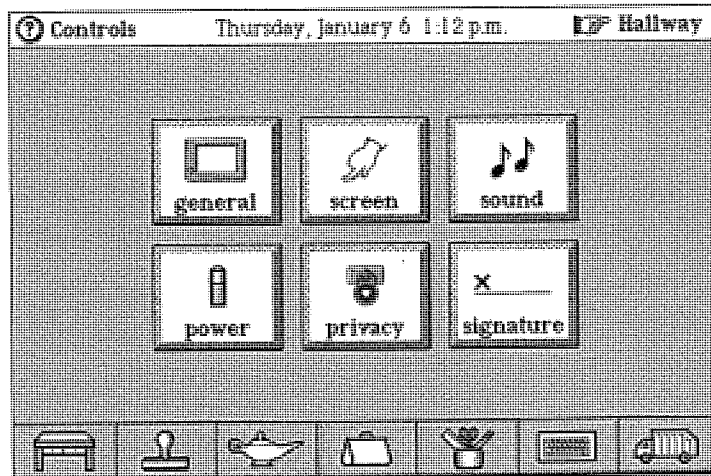 ? Controls Thursday, January 6 1:12 p.m. Hallway
general screen sound
power privacy x signature